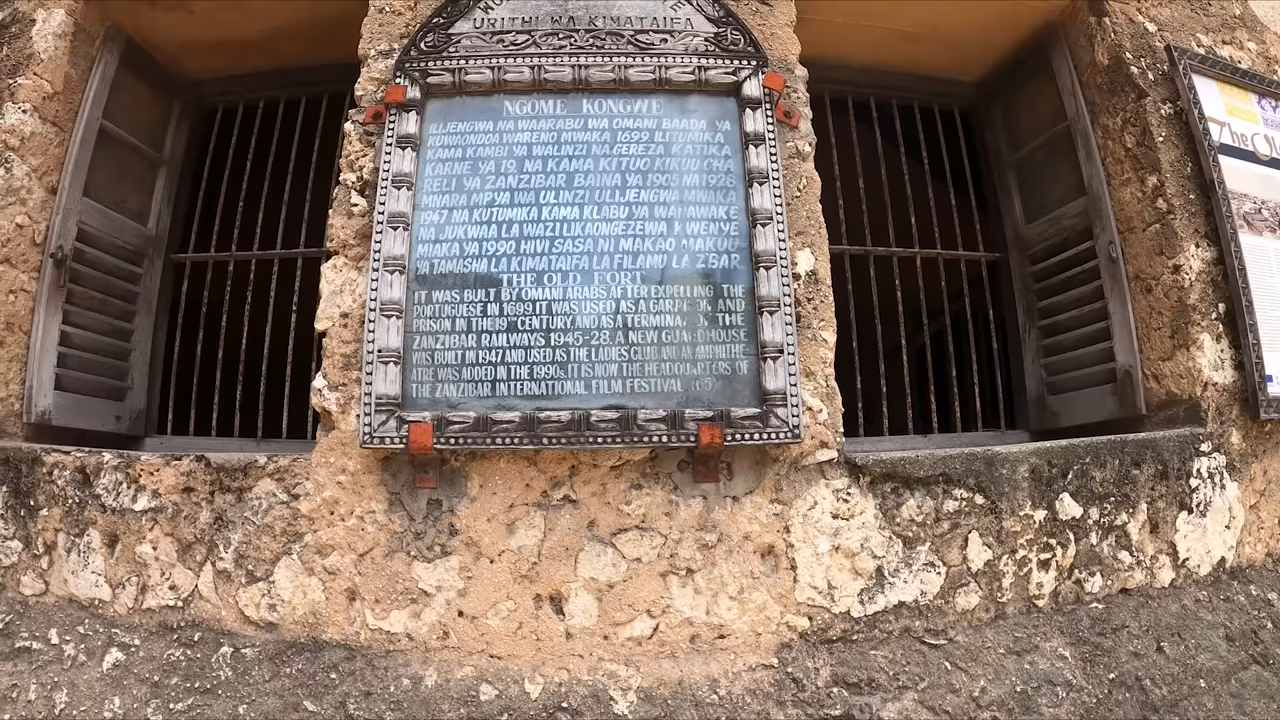 URITHI WA KIMATAIFA
NGOME KONGWE
ILIJENGWA NA WAARABU WA OMANI BAADA YA
KUWAONDOA WARENO MWAKA 1699. ILITUMIKA
KAMA KAMBI YA WALINZI NA GEREZA KATIKA
KARNE YA 19. NA KAMA KITUO KIKUU CHA
RELI YA ZANZIBAR BAINA YA 1905 NA 1928
MNARA MPYA WA ULINZI ULIJENGWA MWAKA
1947 NA KUTUMIKA KAMA KLABU YA WANAWAKE
NA JUKWAA LA WAZI LIKAONGEZEWA KWENYE
MIAKA YA 1990. HIVI SASA NI MAKAO MAKUU
YA TAMASHA LA KIMATAIFA LA FILAMU LA ZBAR.
THE OLD FORT
IT WAS BULT BY OMANI ARABS AFTER EXPELLING THE
PORTUGUESE IN 1699. IT WAS USED AS A GARRISON AND
PRISON IN THE 19TH CENTURY, AND AS A TERMINAL OF THE
ZANZIBAR RAILWAYS 1945-28. A NEW GUARDHOUSE
WAS BUILT IN 1947 AND USED AS THE LADIES CLUB AND AN AMPHITHE
ATRE WAS ADDED IN THE 1990s. IT IS NOW THE HEADQUARTERS OF
THE ZANZIBAR INTERNATIONAL FILM FESTIVAL (65)
The